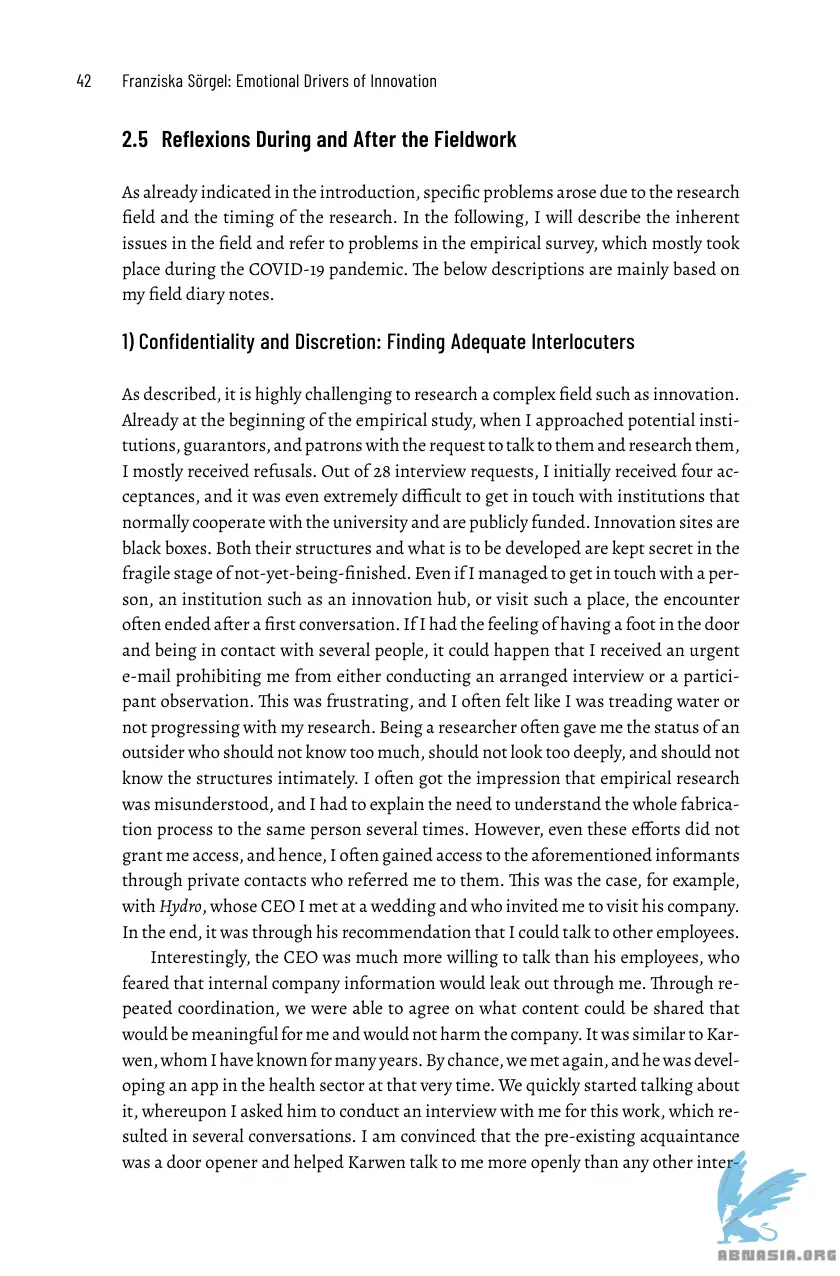 42 Franziska Sörgel: Emotional Drivers of Innovation
2.5 Reflexions During and After the Fieldwork
As already indicated in the introduction, specific problems arose due to the research
field and the timing of the research. In the following, I will describe the inherent
issues in the field and refer to problems in the empirical survey, which mostly took
place during the COVID-19 pandemic. The below descriptions are mainly based on
my field diary notes.
1) Confidentiality and Discretion: Finding Adequate Interlocuters
As described, it is highly challenging to research a complex field such as innovation.
Already at the beginning of the empirical study, when I approached potential insti-
tutions, guarantors, and patrons with the request to talk to them and research them,
I mostly received refusals. Out of 28 interview requests, I initially received four ac-
ceptances, and it was even extremely difficult to get in touch with institutions that
normally cooperate with the university and are publicly funded. Innovation sites are
black boxes. Both their structures and what is to be developed are kept secret in the
fragile stage of not-yet-being-finished. Even if I managed to get in touch with a per-
son, an institution such as an innovation hub, or visit such a place, the encounter
often ended after a first conversation. If I had the feeling of having a foot in the door
and being in contact with several people, it could happen that I received an urgent
e-mail prohibiting me from either conducting an arranged interview or a partici-
pant observation. This was frustrating, and I often felt like I was treading water or
not progressing with my research. Being a researcher often gave me the status of an
outsider who should not know too much, should not look too deeply, and should not
know the structures intimately. I often got the impression that empirical research
was misunderstood, and I had to explain the need to understand the whole fabrica-
tion process to the same person several times. However, even these efforts did not
grant me access, and hence, I often gained access to the aforementioned informants
through private contacts who referred me to them. This was the case, for example,
with Hydro, whose CEO I met at a wedding and who invited me to visit his company.
In the end, it was through his recommendation that I could talk to other employees.
Interestingly, the CEO was much more willing to talk than his employees, who
feared that internal company information would leak out through me. Through re-
peated coordination, we were able to agree on what content could be shared that
would be meaningful for me and would not harm the company. It was similar to Kar-
wen, whom I have known for many years. By chance, we met again, and he was devel-
oping an app in the health sector at that very time. We quickly started talking about
it, whereupon I asked him to conduct an interview with me for this work, which re-
sulted in several conversations. I am convinced that the pre-existing acquaintance
was a door opener and helped Karwen talk to me more openly than any other inter-
ABNASIA.ORG